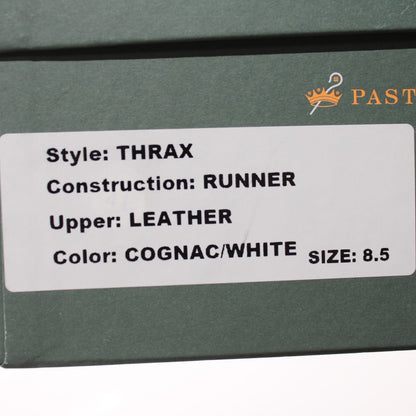 PAST
Style: THRAX
Construction: RUNNER
Upper: LEATHER
Color: COGNAC/WHITE SIZE: 8.5